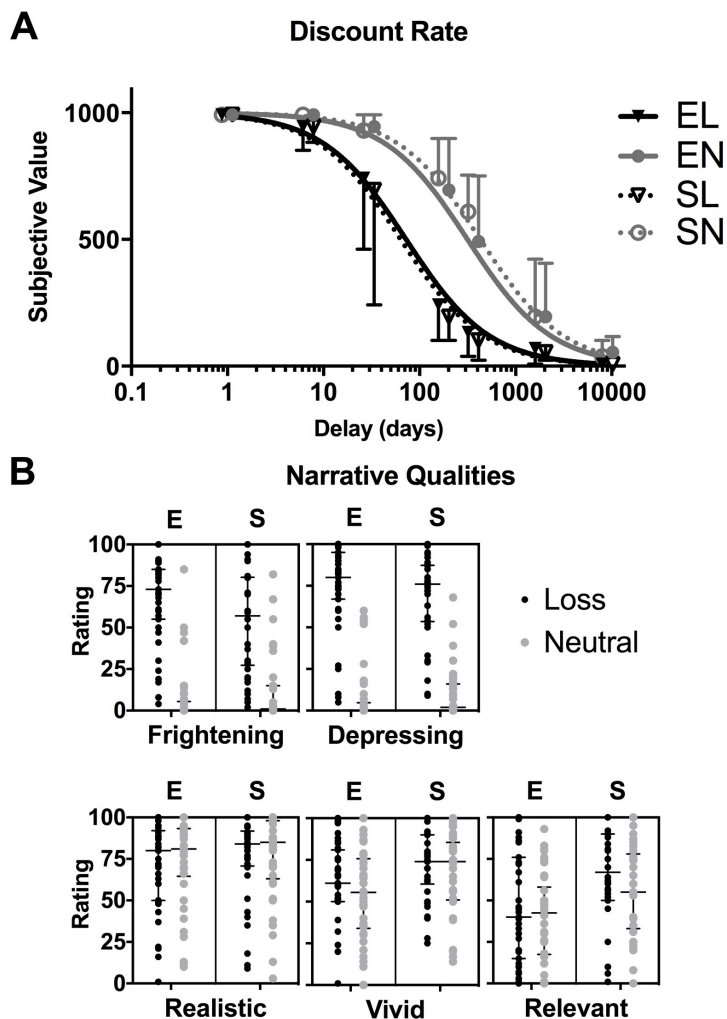 A
Discount Rate
1000
500
0
Subjective Value
0.1 1 10 100 1000 10000
Delay (days)
EL
EN
SL
SN
B
Narrative Qualities
E S E S
100
75
50
25
0
Rating
Frightening Depressing
Loss
Neutral
E S E S E S
100
75
50
25
0
Rating
Realistic Vivid Relevant